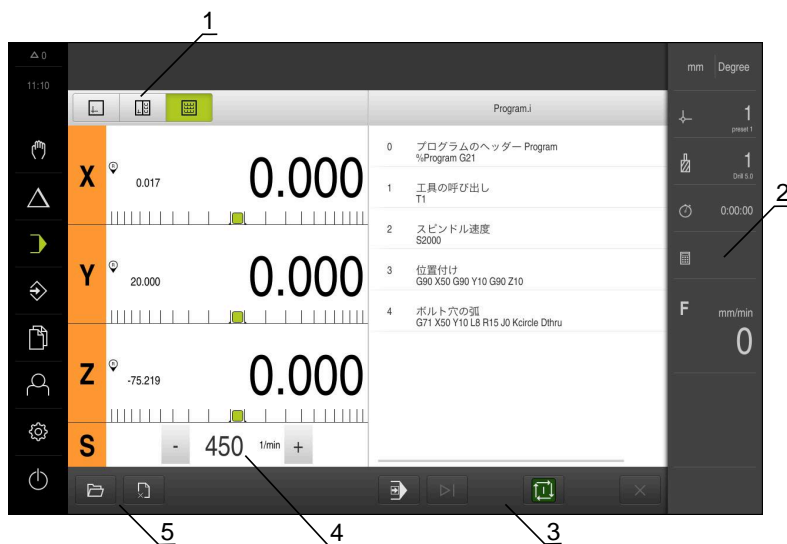 1
△ 0
11:10
mm Degree
Program.i
1
preset 1
1
Drill 5.0
0:00:00
2
F mm/min
0
X R 0.017 0.000
Y R 20.000 0.000
Z R -75.219 0.000
S - 450 1/min +
0 プログラムのヘッダー Program
%Program G21
1 工具の呼び出し
T1
2 スピンドル速度
S2000
3 位置付け
G90 X50 G90 Y10 G90 Z10
4 ボルト穴の弧
G71 X50 Y10 L8 R15 J0 Kcircle Dthru
5
4
3